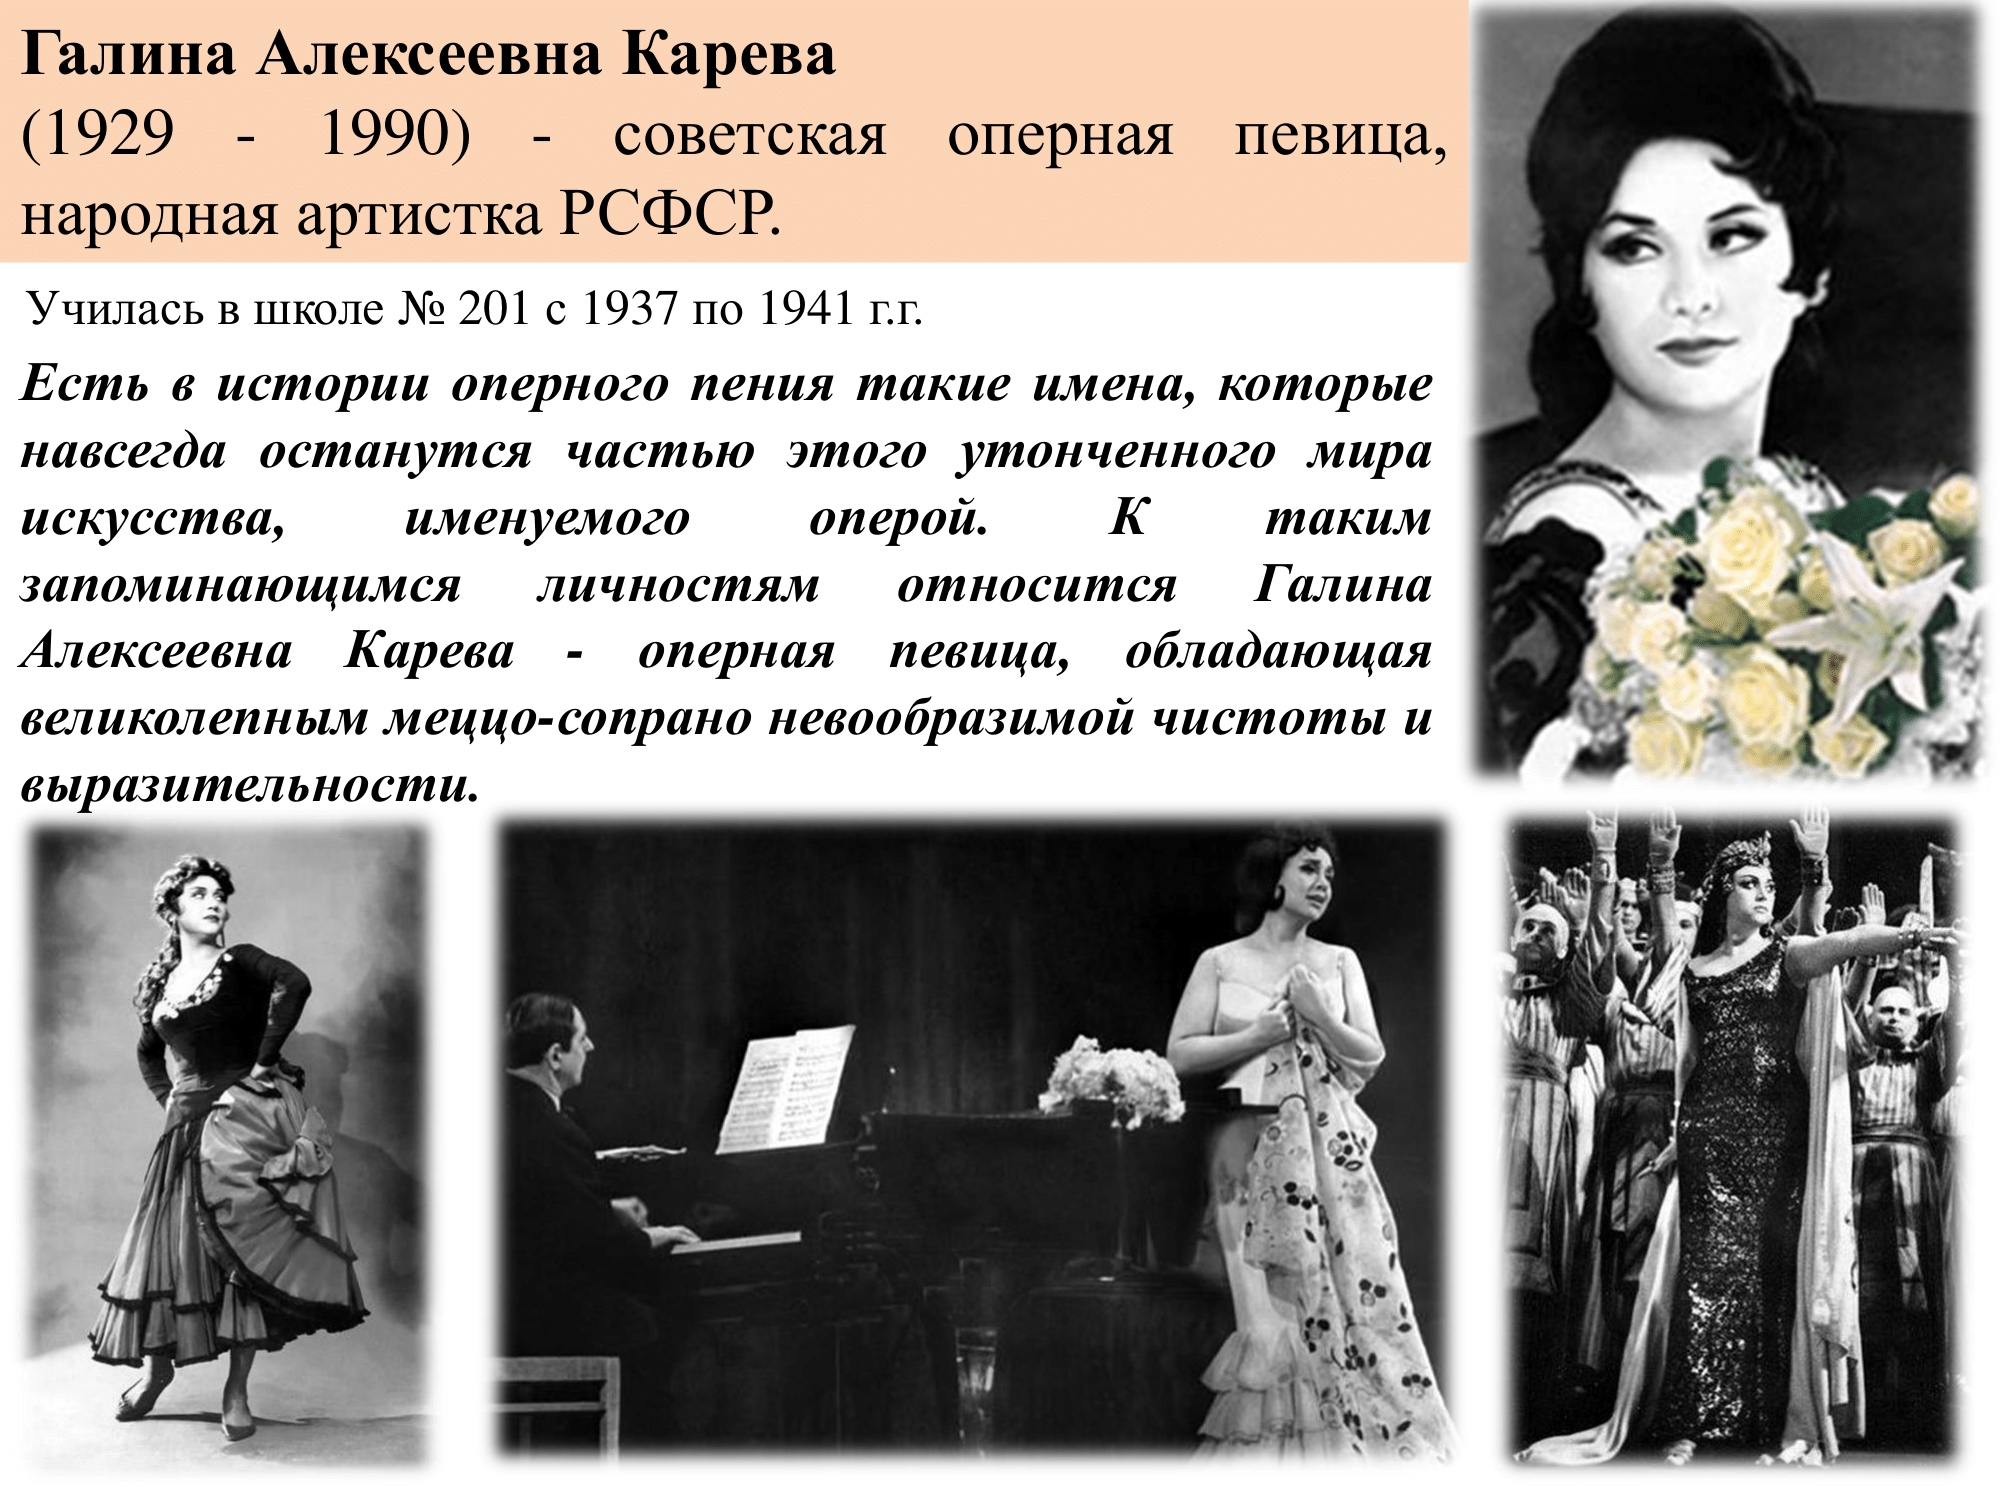 Галина Алексеевна Карева
(1929 - 1990) - советская оперная певица,
народная артистка РСФСР.
Училась в школе № 201 с 1937 по 1941 г.г.
Есть в истории оперного пения такие имена, которые
навсегда останутся частью этого утонченного мира
искусства, именуемого оперой. К таким
запоминающимся личностям относится Галина
Алексеевна Карева - оперная певица, обладающая
великолепным меццо-сопрано невообразимой чистоты и
выразительности.